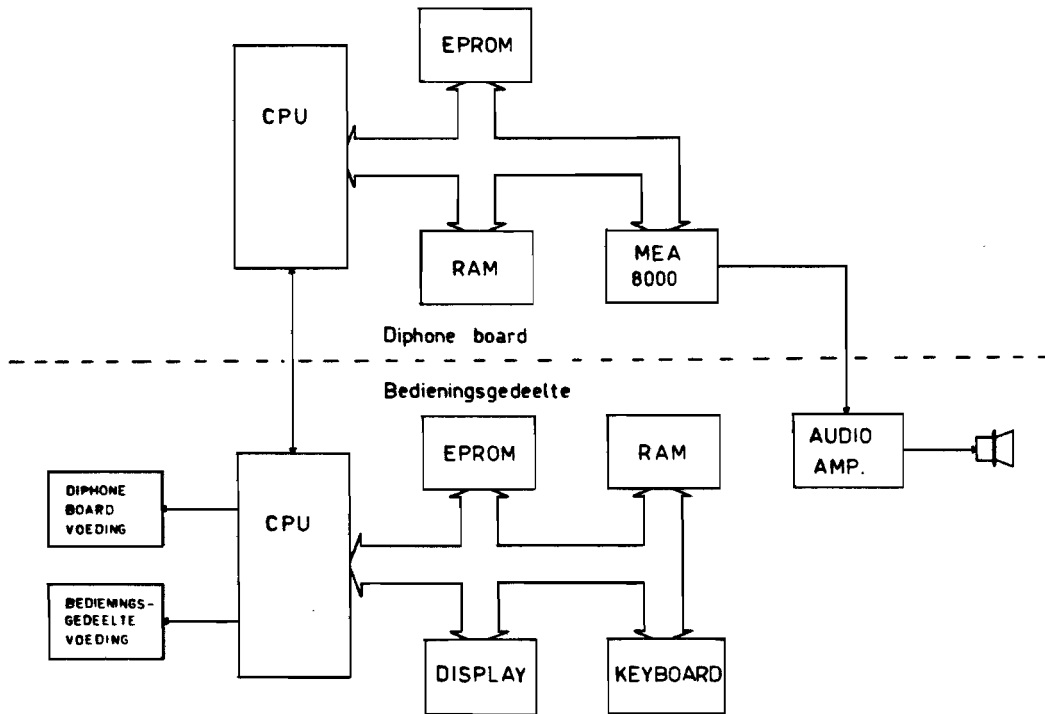 EPROM
CPU
RAM
MEA
8000
Diphone board
Bedieningsgedeelte
EPROM
RAM
AUDIO
AMP.
DIPHONE
BOARD
VOEDING
CPU
BEDIENINGS-
GEDEELTE
VOEDING
DISPLAY
KEYBOARD